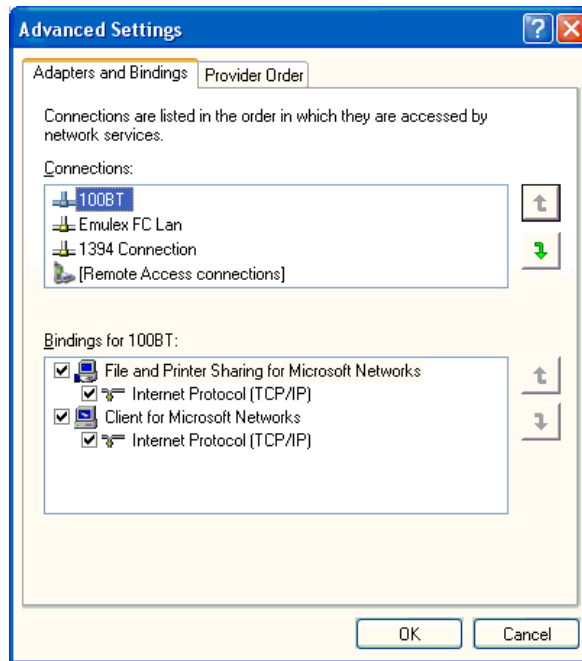 Advanced Settings
Adapters and Bindings
Provider Order
Connections are listed in the order in which they are accessed by
network services.
Connections:
100BT
Emulex FC Lan
1394 Connection
[Remote Access connections]
Bindings for 100BT:
File and Printer Sharing for Microsoft Networks
Internet Protocol (TCP/IP)
Client for Microsoft Networks
Internet Protocol (TCP/IP)
OK
Cancel